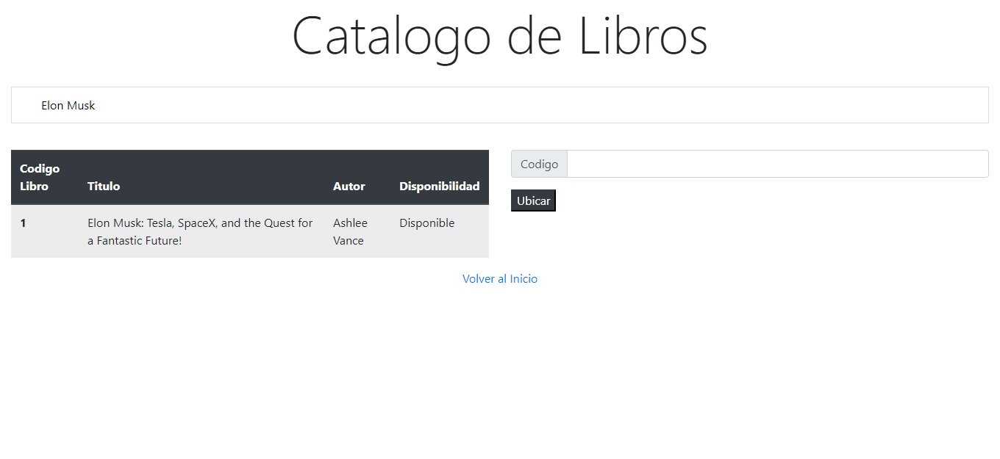 Catalogo de Libros
Elon Musk
Codigo
Libro
Titulo
Autor
Disponibilidad
1
Elon Musk: Tesla, SpaceX, and the Quest for
a Fantastic Future!
Ashlee
Vance
Disponible
Codigo
Ubicar
Volver al Inicio